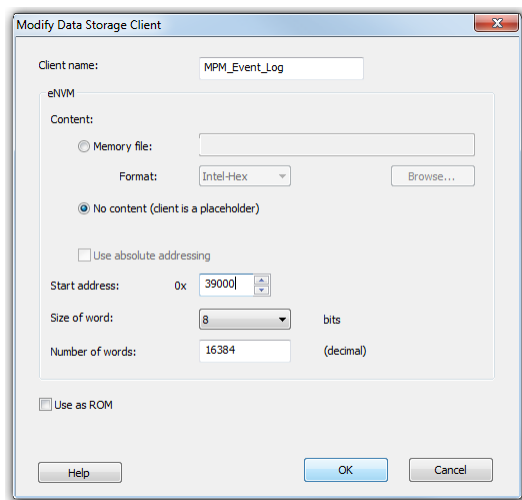 Modify Data Storage Client
Client name: MPM_Event_Log
eNVM
Content:
Memory file:
Format: Intel-Hex Browse...
No content (client is a placeholder)
Use absolute addressing
Start address: 0x 39000
Size of word: 8 bits
Number of words: 16384 (decimal)
Use as ROM
Help OK Cancel